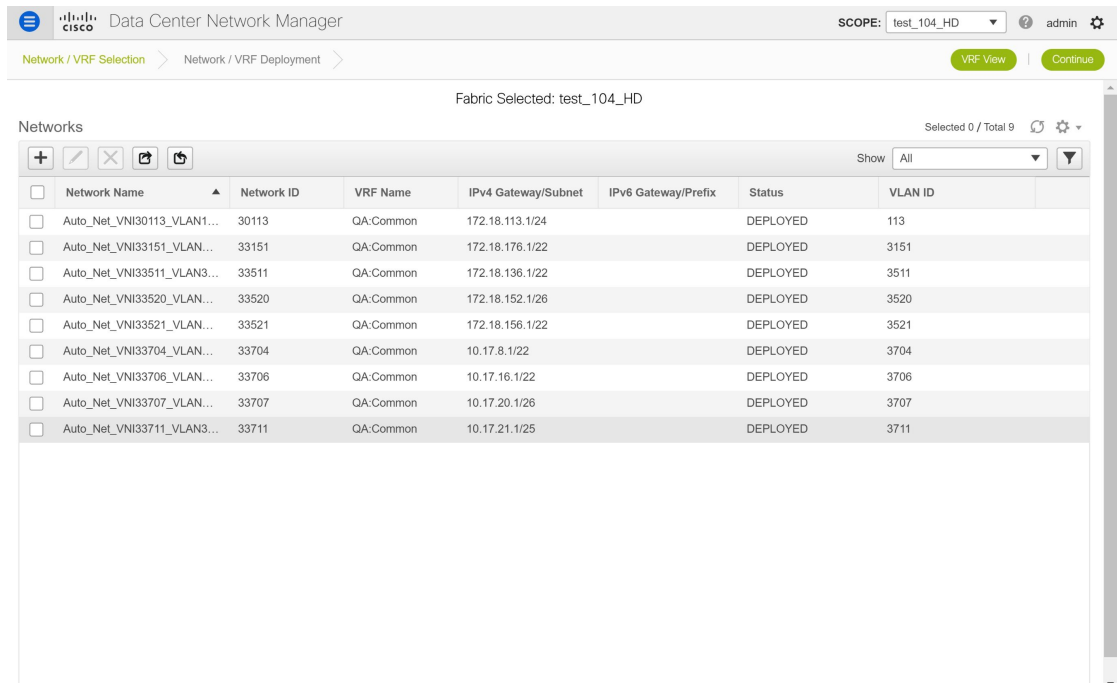 cisco Data Center Network Manager SCOPE: test_104_HD admin
Network / VRF Selection Network / VRF Deployment VRF View Continue
Fabric Selected: test_104_HD
Networks Selected 0 / Total 9
Show All
Network Name Network ID VRF Name IPv4 Gateway/Subnet IPv6 Gateway/Prefix Status VLAN ID
Auto_Net_VNI30113_VLAN1... 30113 QA:Common 172.18.113.1/24 DEPLOYED 113
Auto_Net_VNI33151_VLAN... 33151 QA:Common 172.18.176.1/22 DEPLOYED 3151
Auto_Net_VNI33511_VLAN3... 33511 QA:Common 172.18.136.1/22 DEPLOYED 3511
Auto_Net_VNI33520_VLAN... 33520 QA:Common 172.18.152.1/26 DEPLOYED 3520
Auto_Net_VNI33521_VLAN... 33521 QA:Common 172.18.156.1/22 DEPLOYED 3521
Auto_Net_VNI33704_VLAN... 33704 QA:Common 10.17.8.1/22 DEPLOYED 3704
Auto_Net_VNI33706_VLAN... 33706 QA:Common 10.17.16.1/22 DEPLOYED 3706
Auto_Net_VNI33707_VLAN... 33707 QA:Common 10.17.20.1/26 DEPLOYED 3707
Auto_Net_VNI33711_VLAN3... 33711 QA:Common 10.17.21.1/25 DEPLOYED 3711